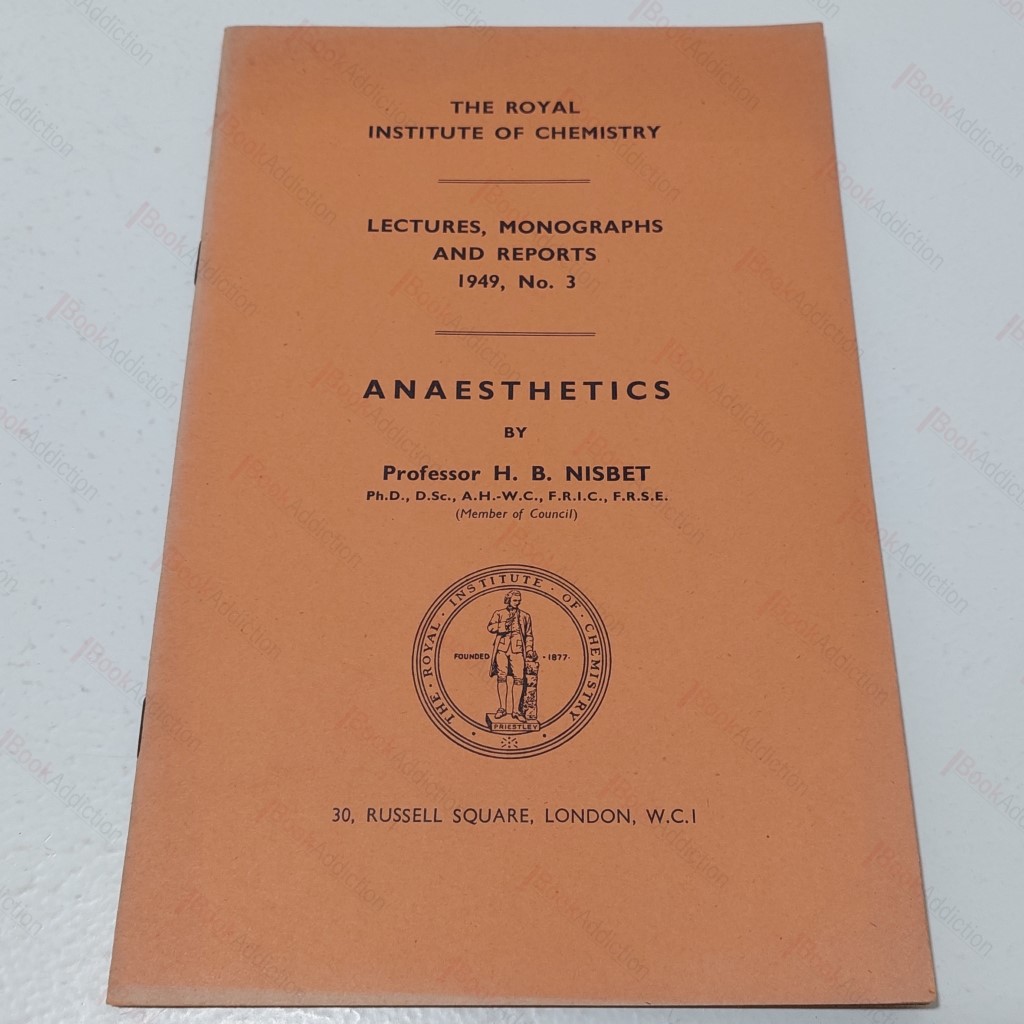 THE ROYAL
INSTITUTE OF CHEMISTRY
LECTURES, MONOGRAPHS
AND REPORTS
1949, No. 3
ANAESTHETICS
BY
Professor H. B. NISBET
Ph.D., D.Sc., A.H.-W.C., F.R.I.C., F.R.S.E.
(Member of Council)
THE · ROYAL · INSTITUTE · OF · CHEMISTRY
FOUNDED · 1877 ·
PRIESTLEY
30, RUSSELL SQUARE, LONDON, W.C.1
BookAddiction